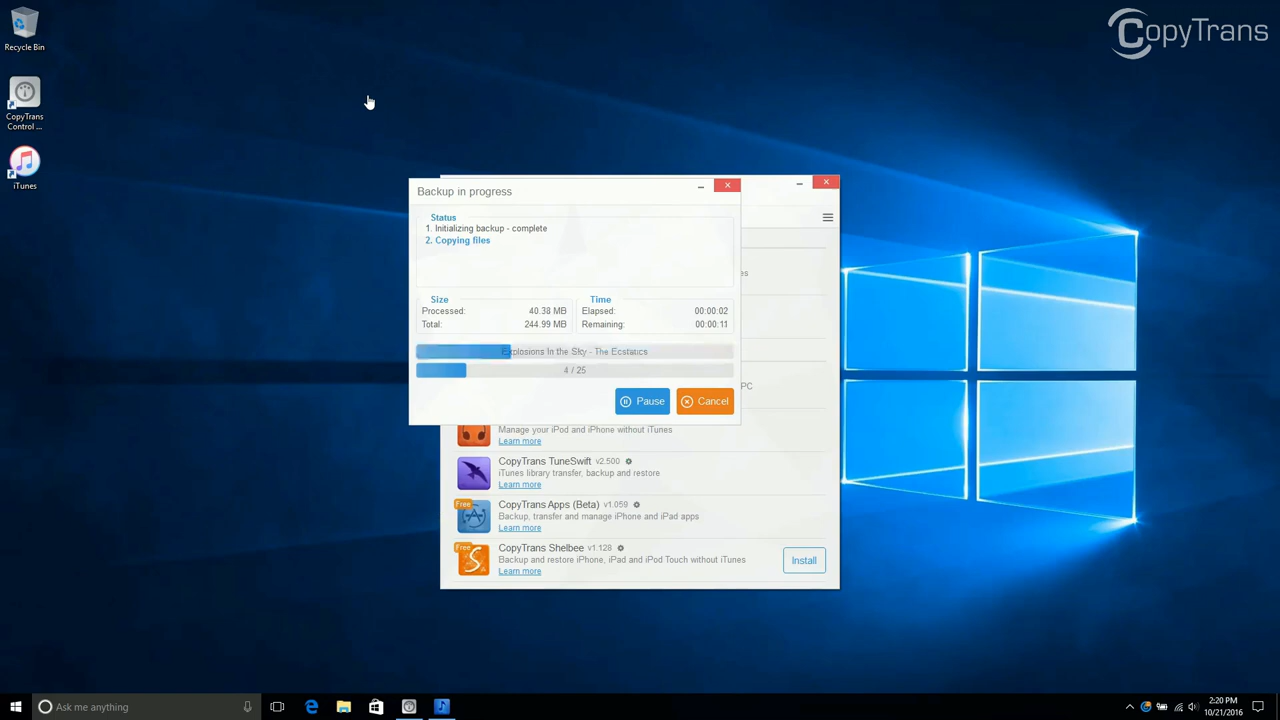 CopyTrans
Recycle Bin
CopyTrans
Control ...
iTunes
Backup in progress
Status
1. Initializing backup - complete
2. Copying files
Size
Processed: 40.38 MB
Total: 244.99 MB
Time
Elapsed: 00:00:02
Remaining: 00:00:11
Explosions In the Sky - The Ecstatics
4 / 25
Pause
Cancel
es
PC
Manage your iPod and iPhone without iTunes
Learn more
CopyTrans TuneSwift v2.500
iTunes library transfer, backup and restore
Learn more
Free
CopyTrans Apps (Beta) v1.059
Backup, transfer and manage iPhone and iPad apps
Learn more
Free
CopyTrans Shelbee v1.128
Backup and restore iPhone, iPad and iPod Touch without iTunes
Learn more
Install
Ask me anything
2:20 PM
10/21/2016